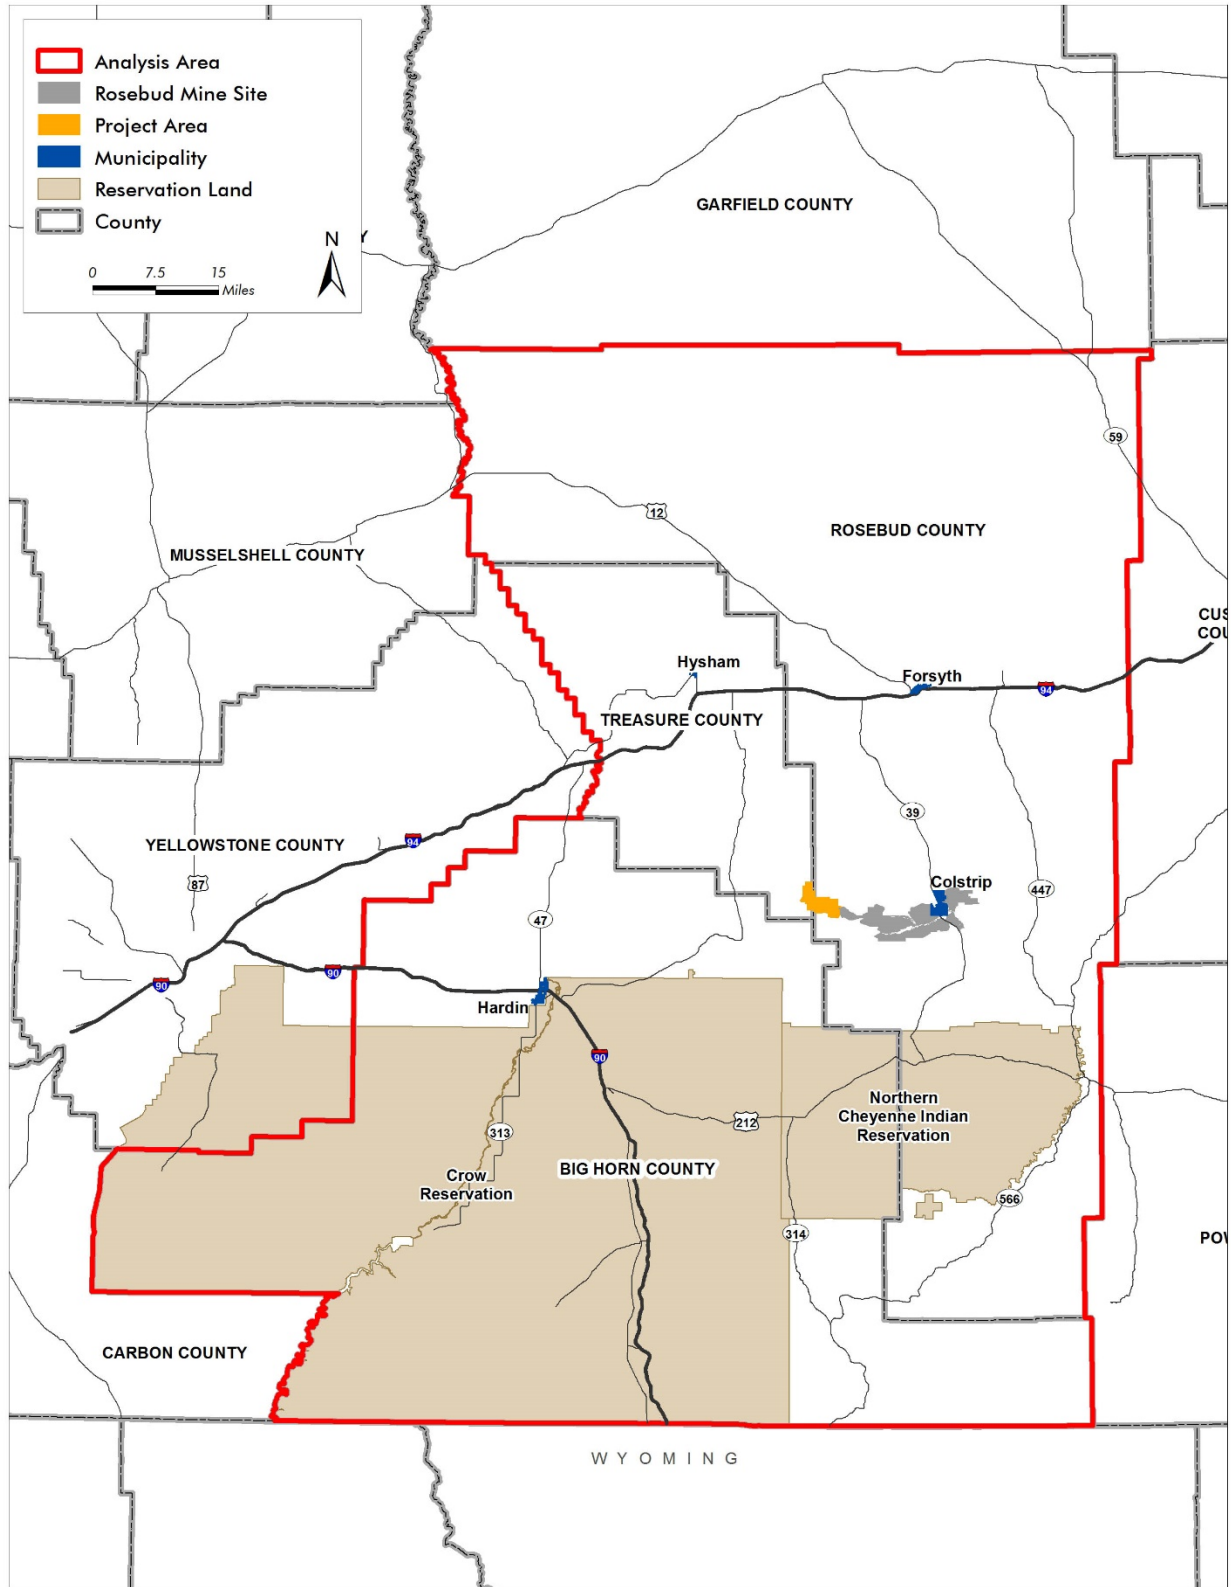 Analysis Area
Rosebud Mine Site
Project Area
Municipality
Reservation Land
County
N
0 7.5 15
Miles
Y
GARFIELD COUNTY
59
12
ROSEBUD COUNTY
MUSSELSHELL COUNTY
CUS
COU
Hysham
Forsyth
94
TREASURE COUNTY
39
YELLOWSTONE COUNTY
94
87
Colstrip
447
47
90
90
Hardin
90
Northern
Cheyenne Indian
Reservation
212
313
BIG HORN COUNTY
Crow
Reservation
566
314
POW
CARBON COUNTY
WYOMING